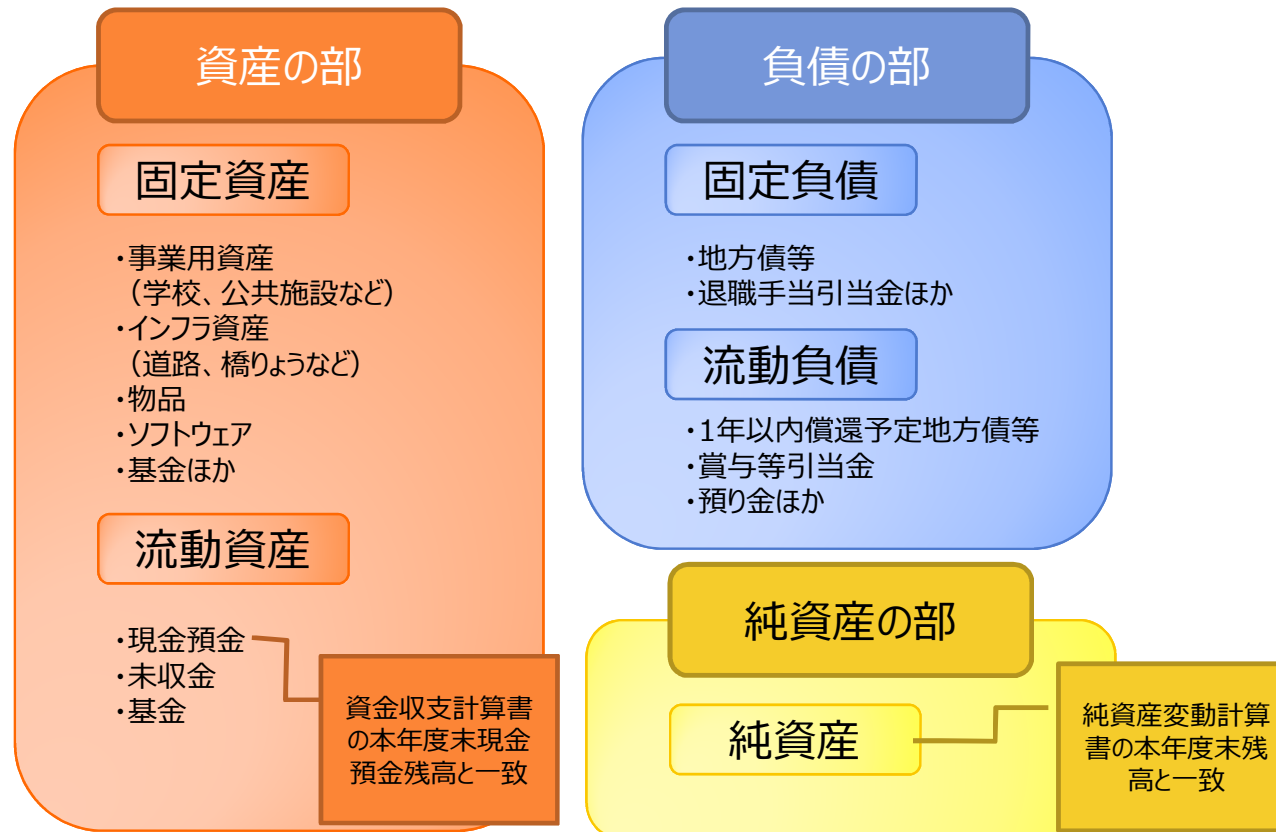 資産の部
固定資産
・事業用資産
（学校、公共施設など）
・インフラ資産
（道路、橋りょうなど）
・物品
・ソフトウェア
・基金ほか
流動資産
・現金預金
・未収金
・基金
資金収支計算書
の本年度末現金
預金残高と一致
負債の部
固定負債
・地方債等
・退職手当引当金ほか
流動負債
・1年以内償還予定地方債等
・賞与等引当金
・預り金ほか
純資産の部
純資産
純資産変動計算
書の本年度末残
高と一致